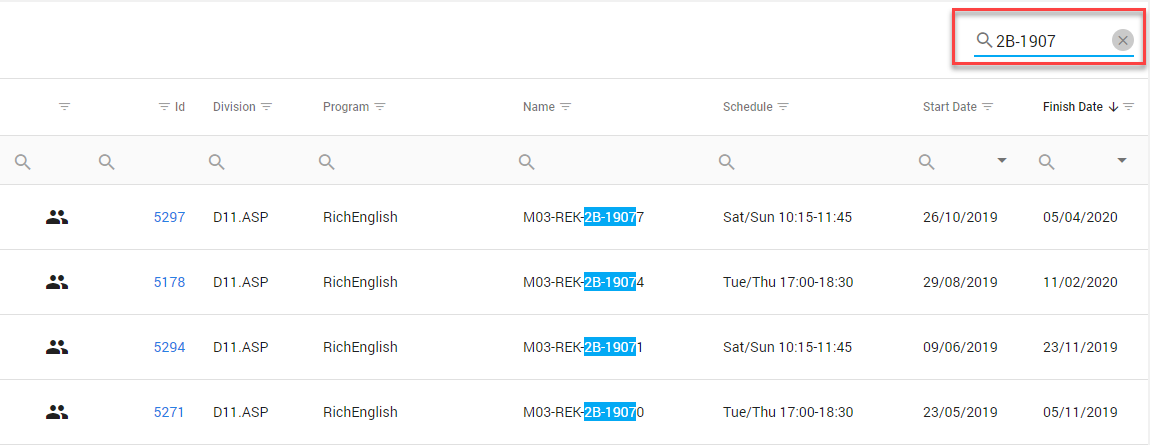 2B-1907
Id Division Program Name Schedule Start Date Finish Date
5297 D11.ASP RichEnglish M03-REK-2B-19077 Sat/Sun 10:15-11:45 26/10/2019 05/04/2020
5178 D11.ASP RichEnglish M03-REK-2B-19074 Tue/Thu 17:00-18:30 29/08/2019 11/02/2020
5294 D11.ASP RichEnglish M03-REK-2B-19071 Sat/Sun 10:15-11:45 09/06/2019 23/11/2019
5271 D11.ASP RichEnglish M03-REK-2B-19070 Tue/Thu 17:00-18:30 23/05/2019 05/11/2019